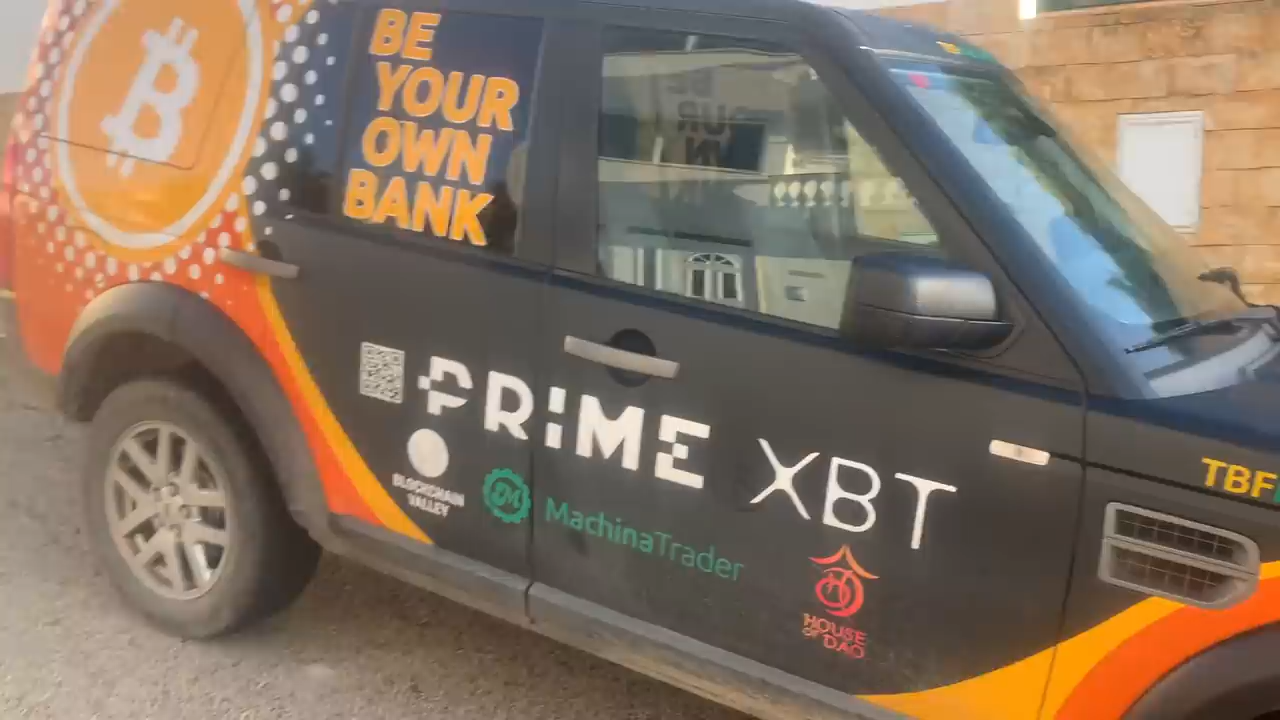 BE
YOUR
OWN
BANK
PRIME XBT
BLOCKCHAIN
VALLEY
MachinaTrader
HOUSE
OF DAO
TBF